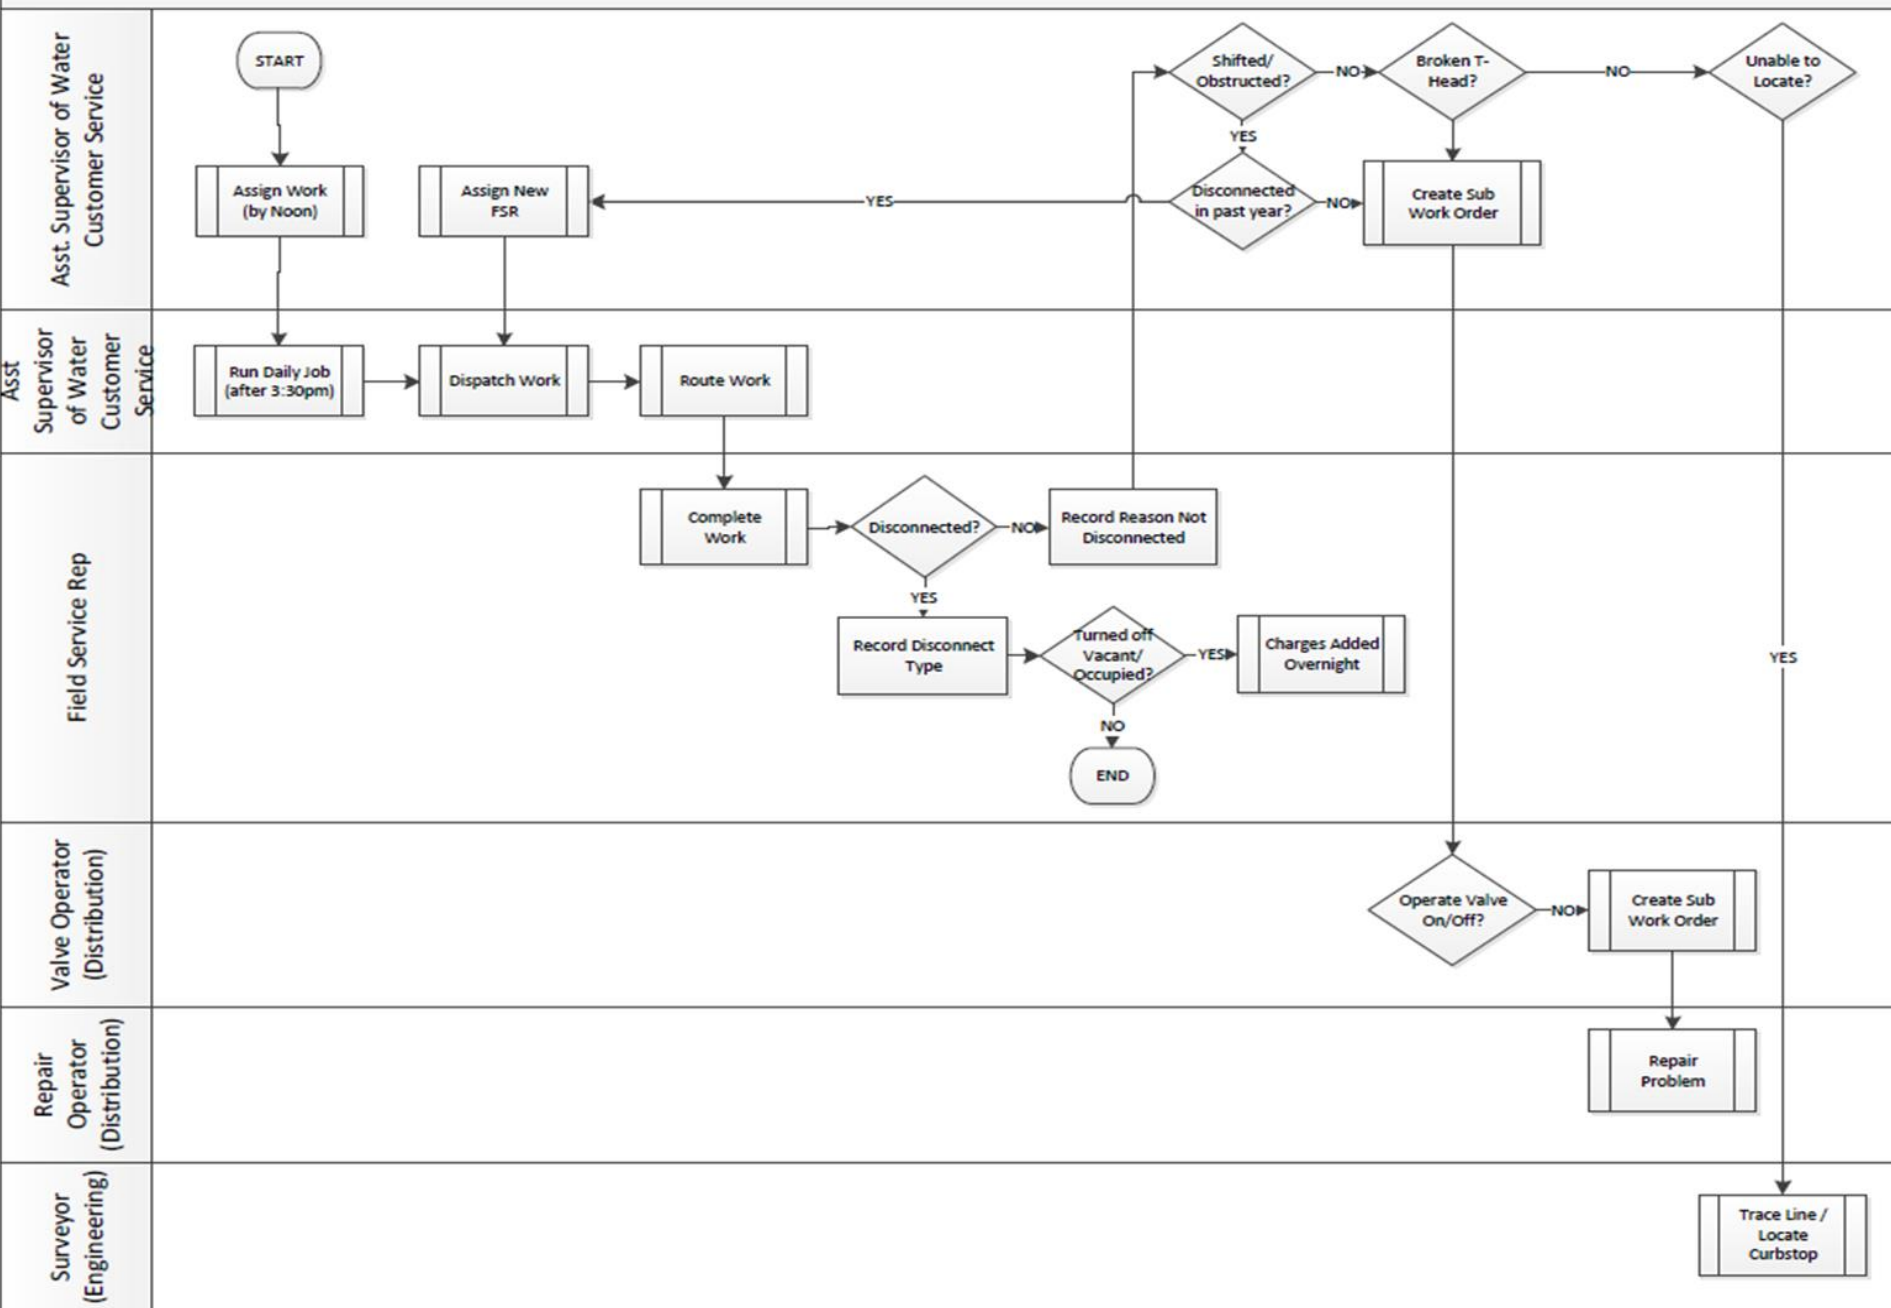 Asst. Supervisor of Water
Customer Service
START
Assign Work
(by Noon)
Assign New
FSR
YES
Shifted/
Obstructed?
NO
Broken T-
Head?
NO
Unable to
Locate?
YES
Disconnected
in past year?
NO
Create Sub
Work Order
Asst
Supervisor
of Water
Customer
Service
Run Daily Job
(after 3:30pm)
Dispatch Work
Route Work
Field Service Rep
Complete
Work
Disconnected?
NO
Record Reason Not
Disconnected
YES
Record Disconnect
Type
Turned off
Vacant/
Occupied?
YES
Charges Added
Overnight
NO
END
YES
Valve Operator
(Distribution)
Operate Valve
On/Off?
NO
Create Sub
Work Order
Repair
Operator
(Distribution)
Repair
Problem
Surveyor
(Engineering)
Trace Line /
Locate
Curbstop